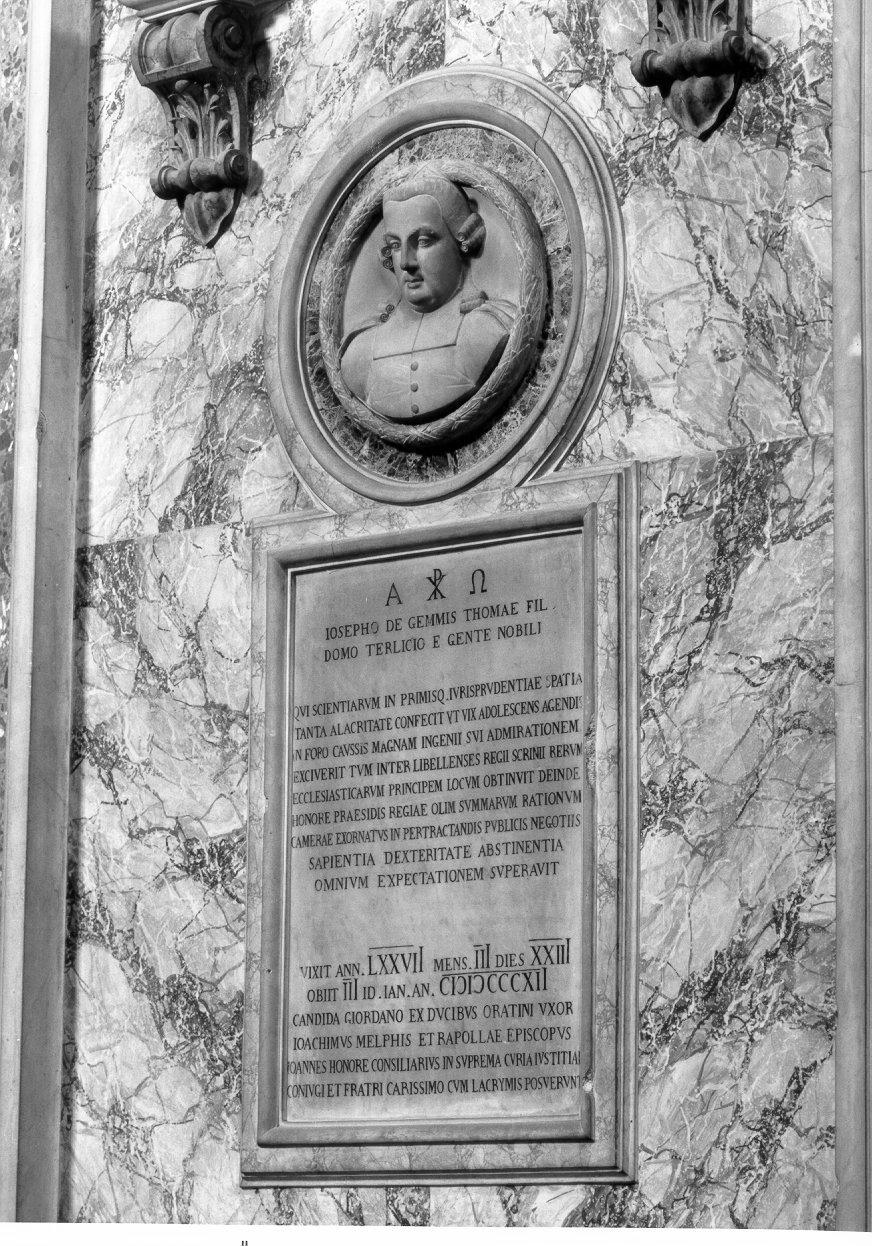 Α ☧ Ω
IOSEPHO DE GEMMIS THOMAE FIL.
DOMO TERLICIO E GENTE NOBILI
QVI SCIENTIARVM IN PRIMISQ. IVRISPRVDENTIAE SPATIA
TANTA ALACRITATE CONFECIT VT VIX ADOLESCENS AGENDIS
IN FORO CAVSSIS MAGNAM INGENII SVI ADMIRATIONEM
EXCIVERIT TVM INTER LIBELLENSES REGII SCRINII RERVM
ECCLESIASTICARVM PRINCIPEM LOCVM OBTINVIT DEINDE
HONORE PRAESIDIS REGIAE OLIM SVMMARVM RATIONVM
CAMERAE EXORNATVS IN PERTRACTANDIS PVBLICIS NEGOTIIS
SAPIENTIA DEXTERITATE ABSTINENTIA
OMNIVM EXPECTATIONEM SVPERAVIT
VIXIT ANN. LXXVII MENS. III DIES XXIII
OBIIT III ID. IAN. AN. CIƆIƆCCCXII
CANDIDA GIORDANO EX DVCIBVS ORATINI VXOR
IOACHIMVS MELPHIS ET RAPOLLAE EPISCOPVS
IOANNES HONORE CONSILIARIVS IN SVPREMA CVRIA IVSTITIAE
CONIVGI ET FRATRI CARISSIMO CVM LACRYMIS POSVERVNT